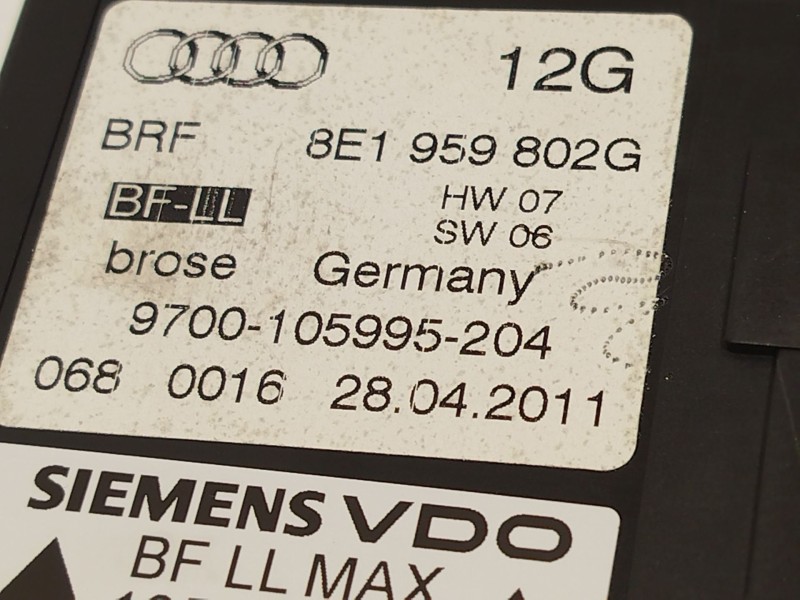 12G
BRF 8E1 959 802G
BF-LL HW 07
SW 06
brose Germany
9700-105995-204
068 0016 28.04.2011
SIEMENS VDO
BF LL MAX